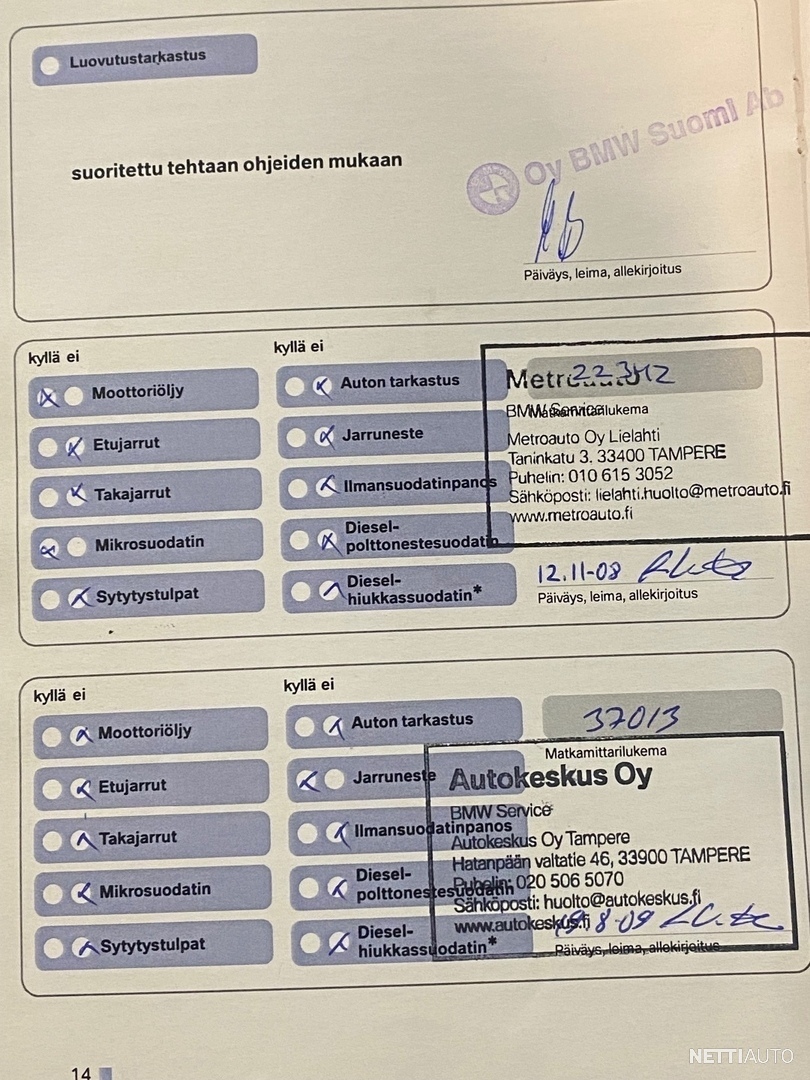 Luovutustarkastus
suoritettu tehtaan ohjeiden mukaan
Oy BMW Suomi Ab
Päiväys, leima, allekirjoitus
kyllä ei
kyllä ei
Moottoriöljy
Etujarrut
Takajarrut
Mikrosuodatin
Sytytystulpat
Auton tarkastus
Jarruneste
Ilmansuodatinpanos
Diesel-
polttonestesuodatin
Diesel-
hiukkassuodatin*
Matkamittarilukema
BMW Service
Metroauto Oy Lielahti
Taninkatu 3. 33400 TAMPERE
Puhelin: 010 615 3052
Sähköposti: lielahti.huolto@metroauto.fi
www.metroauto.fi
12.11-08
Päiväys, leima, allekirjoitus
kyllä ei
kyllä ei
Moottoriöljy
Etujarrut
Takajarrut
Mikrosuodatin
Sytytystulpat
Auton tarkastus
Jarruneste
Ilmansuodatinpanos
Diesel-
polttonestesuodatin
Diesel-
hiukkassuodatin*
37013
Matkamittarilukema
Autokeskus Oy
BMW Service
Autokeskus Oy Tampere
Hatanpään valtatie 46, 33900 TAMPERE
Puhelin: 020 506 5070
Sähköposti: huolto@autokeskus.fi
www.autokeskus.fi
Päiväys, leima, allekirjoitus
14
NETTIAUTO